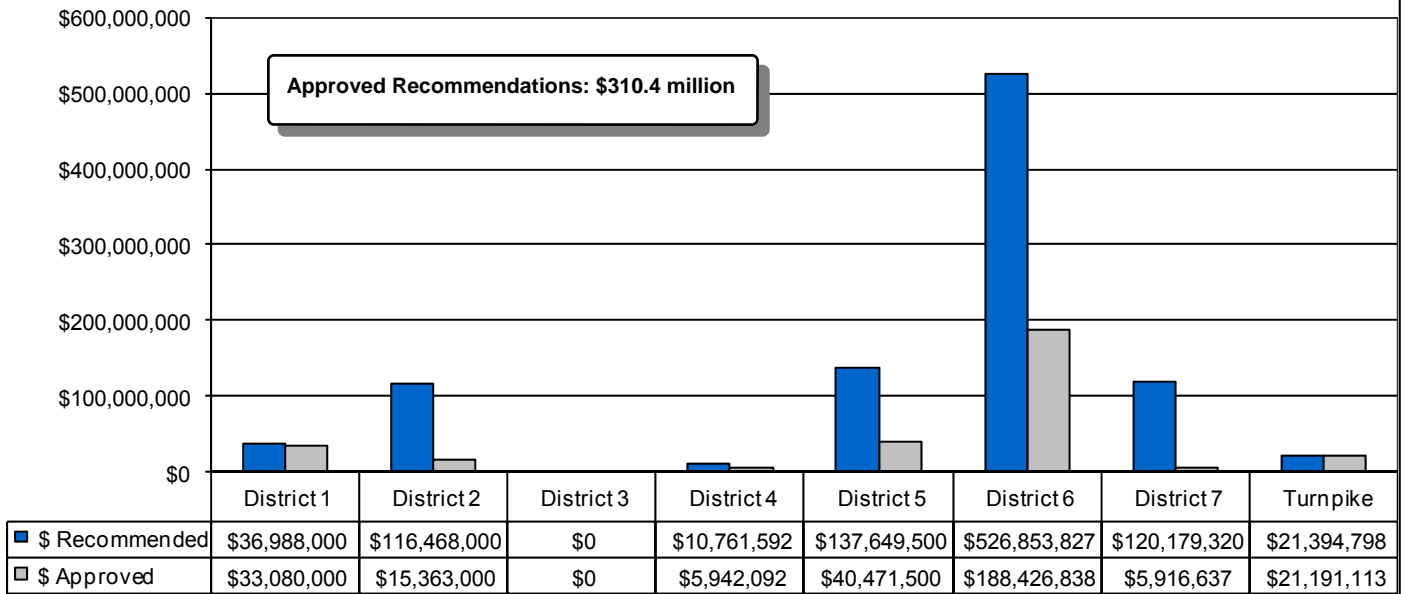 $600,000,000
Approved Recommendations: $310.4 million
$500,000,000
$400,000,000
$300,000,000
$200,000,000
$100,000,000
$0
District 1 District 2 District 3 District 4 District 5 District 6 District 7 Turnpike
$ Recommended $36,988,000 $116,468,000 $0 $10,761,592 $137,649,500 $526,853,827 $120,179,320 $21,394,798
$ Approved $33,080,000 $15,363,000 $0 $5,942,092 $40,471,500 $188,426,838 $5,916,637 $21,191,113